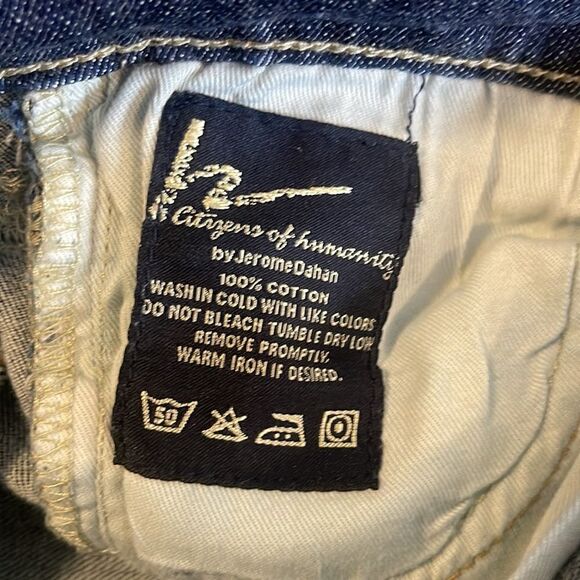 h
Citizens of humanity
by Jerome Dahan
100% COTTON
WASH IN COLD WITH LIKE COLORS
DO NOT BLEACH TUMBLE DRY LOW
REMOVE PROMPTLY.
WARM IRON IF DESIRED.
50